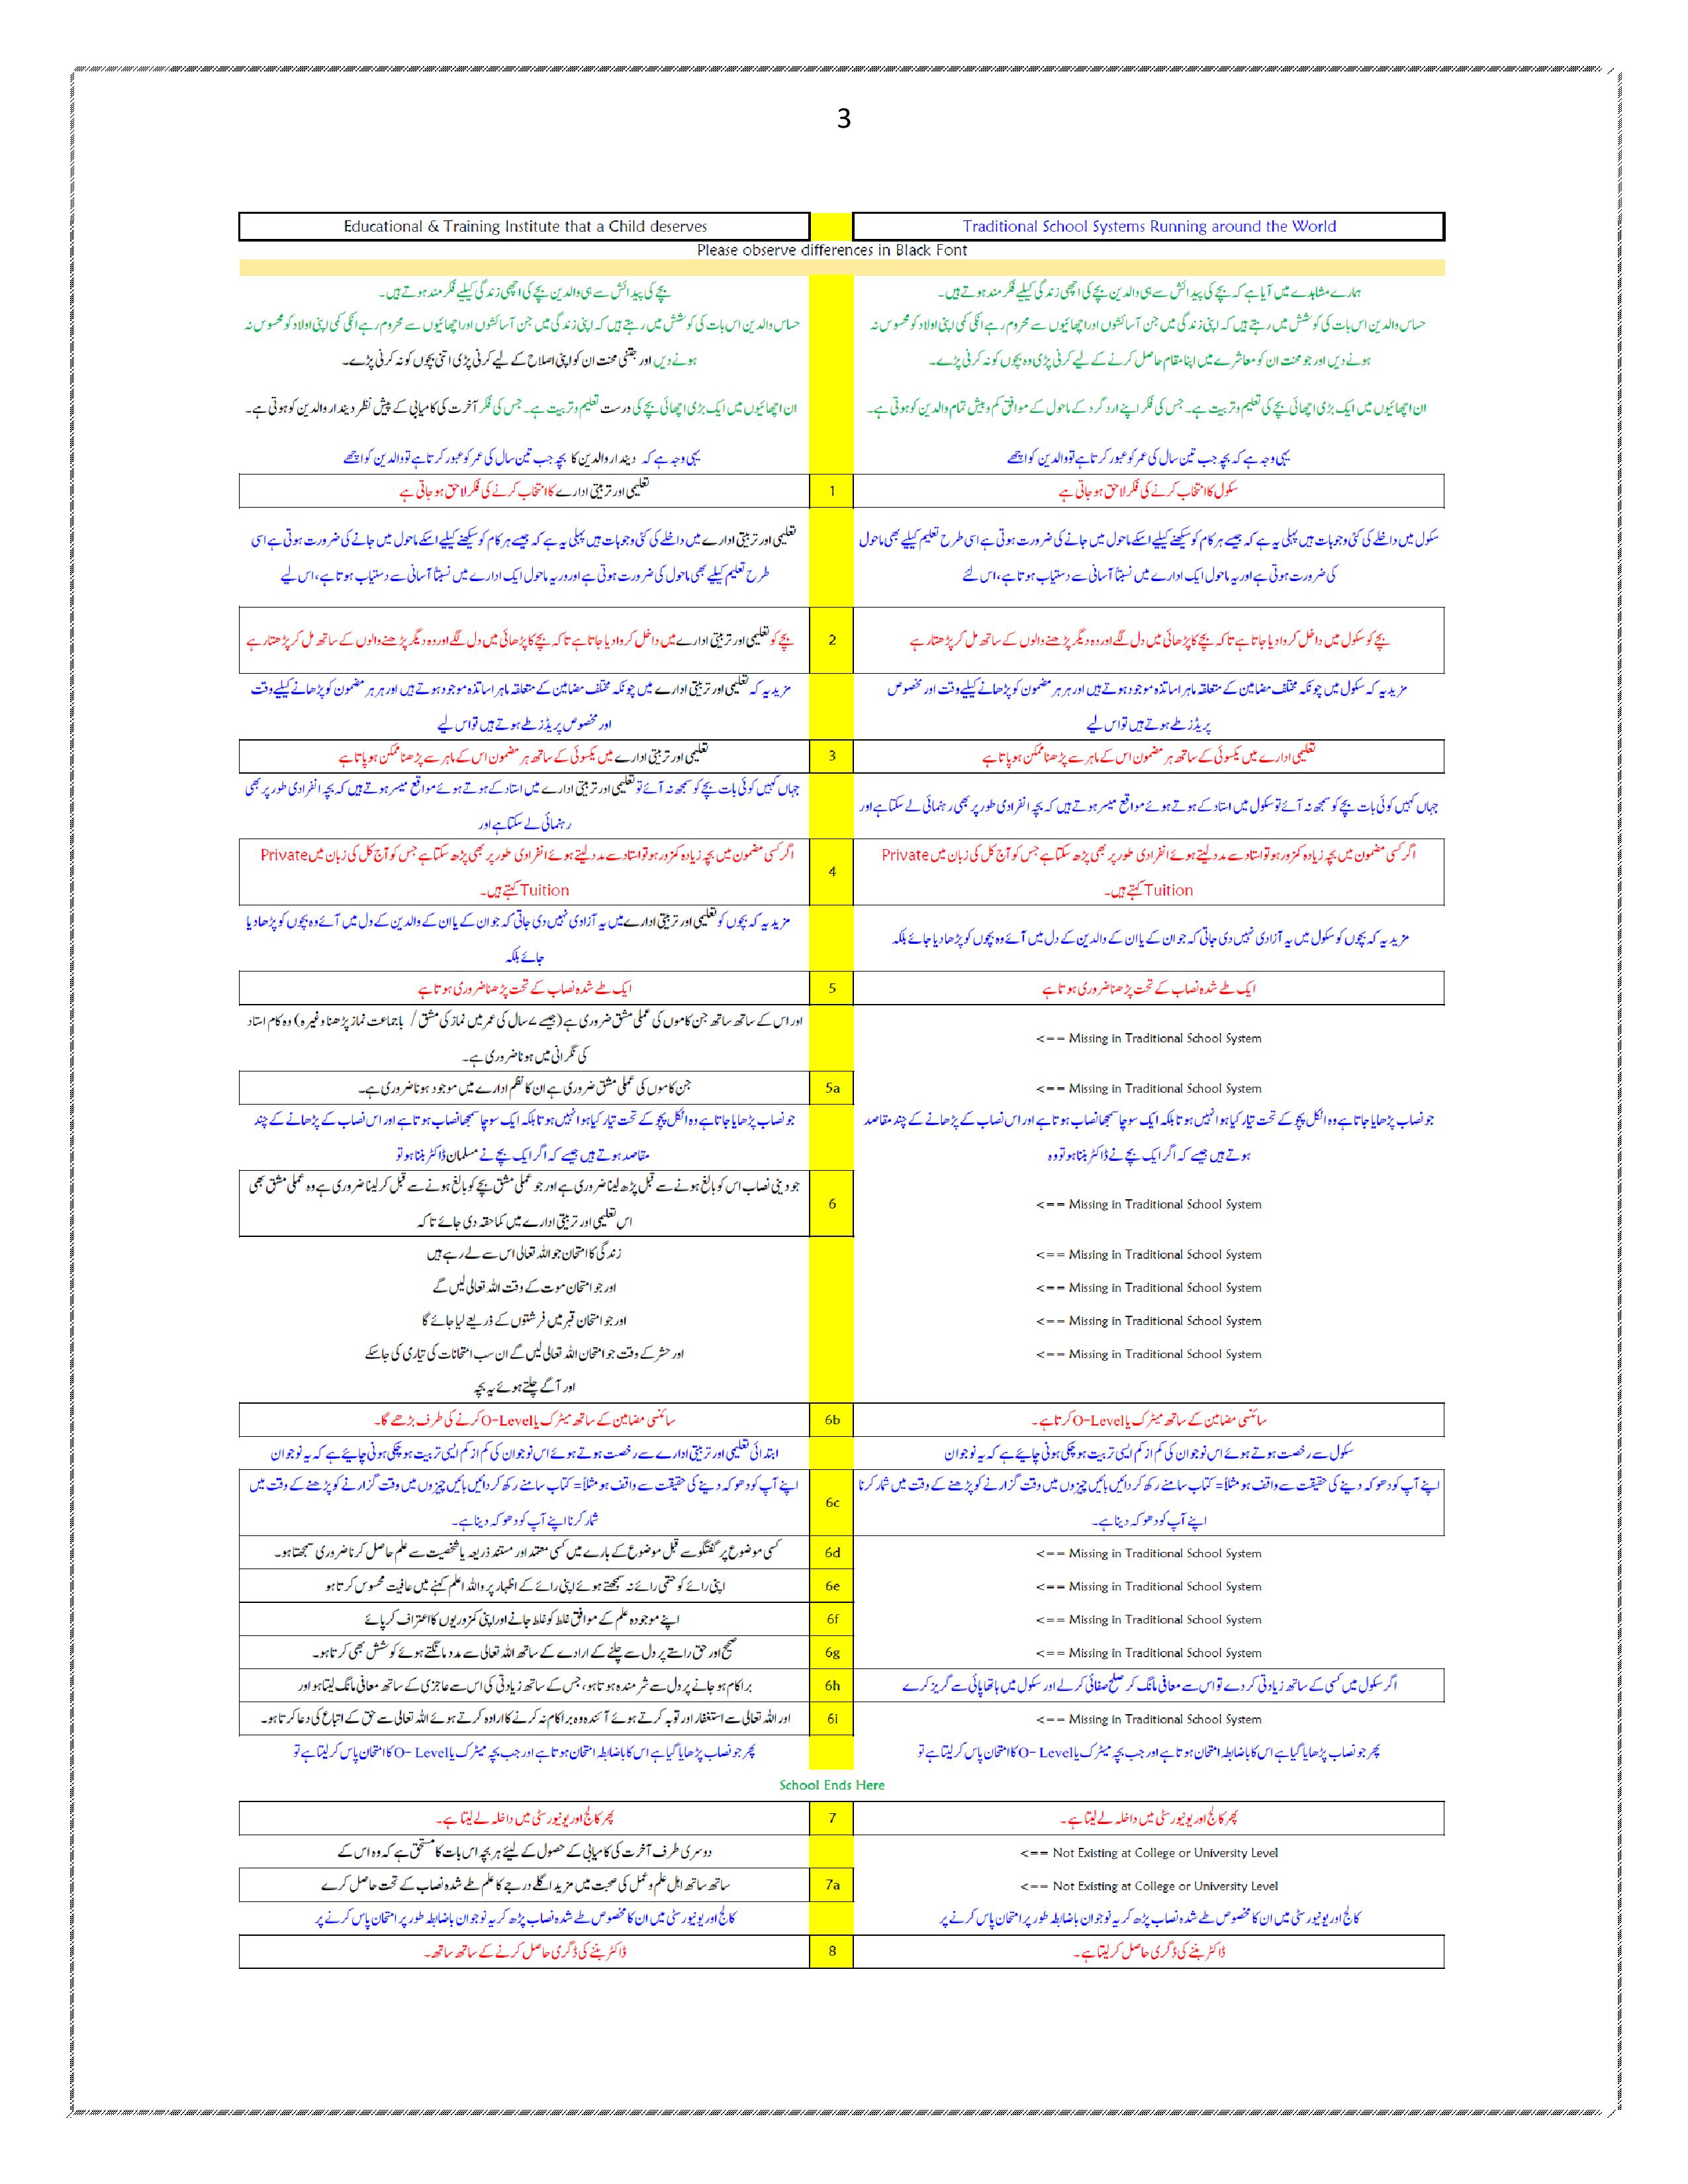 3
Educational & Training Institute that a Child deserves
Traditional School Systems Running around the World
Please observe differences in Black Font
بچے کی پیدائش سے ہی والدین بچے کی اچھی زندگی کیلئے فکر مند ہوتے ہیں۔
ہمارے مشاہدے میں آیا ہے کہ بچے کی پیدائش سے ہی والدین بچے کی اچھی زندگی کیلئے فکر مند ہوتے ہیں۔
حساس والدین اس بات کی کوشش میں رہتے ہیں کہ اپنی زندگی میں جن آسائشوں اور اچھائیوں سے محروم رہے انکی کمی اپنی اولاد کو محسوس نہ
ہونے دیں اور جتنی محنت ان کو اپنی اصلاح کے لیے کرنی پڑی اتنی بچوں کو نہ کرنی پڑے۔
حساس والدین اس بات کی کوشش میں رہتے ہیں کہ اپنی زندگی میں جن آسائشوں اور اچھائیوں سے محروم رہے انکی کمی اپنی اولاد کو محسوس نہ
ہونے دیں اور جو محنت ان کو معاشرے میں اپنا مقام حاصل کرنے کے لیے کرنی پڑی وہ بچوں کو نہ کرنی پڑے۔
ان اچھائیوں میں ایک بڑی اچھائی بچے کی درست تعلیم و تربیت ہے۔ جس کی فکر آخرت کی کامیابی کے پیش نظر دیندار والدین کو ہوتی ہے۔
ان اچھائیوں میں ایک بڑی اچھائی بچے کی تعلیم و تربیت ہے۔ جس کی فکر اپنے ارد گرد کے ماحول کے موافق کم و بیش تمام والدین کو ہوتی ہے۔
یہی وجہ ہے کہ دیندار والدین کا بچہ جب تین سال کی عمر کو عبور کرتا ہے تو والدین کو اچھے
یہی وجہ ہے کہ بچہ جب تین سال کی عمر کو عبور کرتا ہے تو والدین کو اچھے
تعلیمی اور تربیتی ادارے کا انتخاب کرنے کی فکر لاحق ہو جاتی ہے
1
سکول کا انتخاب کرنے کی فکر لاحق ہو جاتی ہے
تعلیمی اور تربیتی ادارے میں داخلے کی کئی وجوہات ہیں پہلی یہ ہے کہ جیسے ہر کام کو سیکھنے کیلئے اسکے ماحول میں جانے کی ضرورت ہوتی ہے اسی
طرح تعلیم کیلئے بھی ماحول کی ضرورت ہوتی ہے اور یہ ماحول ایک ادارے میں نسبتاً آسانی سے دستیاب ہوتا ہے، اس لیے
سکول میں داخلے کی کئی وجوہات ہیں پہلی یہ ہے کہ جیسے ہر کام کو سیکھنے کیلئے اسکے ماحول میں جانے کی ضرورت ہوتی ہے اسی طرح تعلیم کیلئے بھی ماحول
کی ضرورت ہوتی ہے اور یہ ماحول ایک ادارے میں نسبتاً آسانی سے دستیاب ہوتا ہے، اس لئے
بچے کو تعلیمی اور تربیتی ادارے میں داخل کروا دیا جاتا ہے تاکہ بچے کا پڑھائی میں دل لگے اور وہ دیگر پڑھنے والوں کے ساتھ مل کر پڑھتا رہے
2
بچے کو سکول میں داخل کروا دیا جاتا ہے تاکہ بچے کا پڑھائی میں دل لگے اور وہ دیگر پڑھنے والوں کے ساتھ مل کر پڑھتا رہے
مزید یہ کہ تعلیمی اور تربیتی ادارے میں چونکہ مختلف مضامین کے متعلقہ ماہر اساتذہ موجود ہوتے ہیں اور ہر ہر مضمون کو پڑھانے کیلیے وقت
اور مخصوص پریڈز طے ہوتے ہیں تو اس لیے
مزید یہ کہ سکول میں چونکہ مختلف مضامین کے متعلقہ ماہر اساتذہ موجود ہوتے ہیں اور ہر ہر مضمون کو پڑھانے کیلیے وقت اور مخصوص
پریڈز طے ہوتے ہیں تو اس لیے
تعلیمی اور تربیتی ادارے میں یکسوئی کے ساتھ ہر مضمون اس کے ماہر سے پڑھنا ممکن ہو پاتا ہے
3
تعلیمی ادارے میں یکسوئی کے ساتھ ہر مضمون اس کے ماہر سے پڑھنا ممکن ہو پاتا ہے
جہاں کہیں کوئی بات بچے کو سمجھ نہ آئے تو تعلیمی اور تربیتی ادارے میں استاد کے ہوتے ہوئے مواقع میسر ہوتے ہیں کہ بچہ انفرادی طور پر بھی
رہنمائی لے سکتا ہے اور
جہاں کہیں کوئی بات بچے کو سمجھ نہ آئے تو سکول میں استاد کے ہوتے ہوئے مواقع میسر ہوتے ہیں کہ بچہ انفرادی طور پر بھی رہنمائی لے سکتا ہے اور
اگر کسی مضمون میں بچہ زیادہ کمزور ہو تو استاد سے مدد لیتے ہوئے انفرادی طور پر بھی پڑھ سکتا ہے جس کو آج کل کی زبان میں Private
Tuition کہتے ہیں۔
4
اگر کسی مضمون میں بچہ زیادہ کمزور ہو تو استاد سے مدد لیتے ہوئے انفرادی طور پر بھی پڑھ سکتا ہے جس کو آج کل کی زبان میں Private
Tuition کہتے ہیں۔
مزید یہ کہ بچوں کو تعلیمی اور تربیتی ادارے میں یہ آزادی نہیں دی جاتی کہ جو ان کے یا ان کے والدین کے دل میں آئے وہ بچوں کو پڑھا دیا
جائے بلکہ
مزید یہ کہ بچوں کو سکول میں یہ آزادی نہیں دی جاتی کہ جو ان کے یا ان کے والدین کے دل میں آئے وہ بچوں کو پڑھا دیا جائے بلکہ
ایک طے شدہ نصاب کے تحت پڑھنا ضروری ہوتا ہے
5
ایک طے شدہ نصاب کے تحت پڑھنا ضروری ہوتا ہے
اور اس کے ساتھ ساتھ جن کاموں کی عملی مشق ضروری ہے (جیسے ۷ سال کی عمر میں نماز کی مشق / باجماعت نماز پڑھنا وغیرہ) وہ کام استاد
کی نگرانی میں ہونا ضروری ہے۔
<== Missing in Traditional School System
جن کاموں کی عملی مشق ضروری ہے ان کا نظم ادارے میں موجود ہونا ضروری ہے۔
5a
<== Missing in Traditional School System
جو نصاب پڑھایا جاتا ہے وہ اٹکل پچو کے تحت تیار کیا ہوا نہیں ہوتا بلکہ ایک سوچا سمجھا نصاب ہوتا ہے اور اس نصاب کے پڑھانے کے چند
مقاصد ہوتے ہیں جیسے کہ اگر ایک بچے نے مسلمان ڈاکٹر بننا ہو تو
جو نصاب پڑھایا جاتا ہے وہ اٹکل پچو کے تحت تیار کیا ہوا نہیں ہوتا بلکہ ایک سوچا سمجھا نصاب ہوتا ہے اور اس نصاب کے پڑھانے کے چند مقاصد
ہوتے ہیں جیسے کہ اگر ایک بچے نے ڈاکٹر بننا ہو تو وہ
جو دینی نصاب اس کو بالغ ہونے سے قبل پڑھ لینا ضروری ہے اور جو عملی مشق بچے کو بالغ ہونے سے قبل کر لینا ضروری ہے وہ عملی مشق بھی
اس تعلیمی اور تربیتی ادارے میں کماحقہ دی جائے تاکہ
6
<== Missing in Traditional School System
زندگی کا امتحان جو اللہ تعالی اس سے لے رہے ہیں
<== Missing in Traditional School System
اور جو امتحان موت کے وقت اللہ تعالی لیں گے
<== Missing in Traditional School System
اور جو امتحان قبر میں فرشتوں کے ذریعے لیا جائے گا
<== Missing in Traditional School System
اور حشر کے وقت جو امتحان اللہ تعالی لیں گے ان سب امتحانات کی تیاری کی جا سکے
<== Missing in Traditional School System
اور آگے چلتے ہوئے یہ بچہ
سائنسی مضامین کے ساتھ میٹرک یا O-Level کرنے کی طرف بڑھے گا۔
6b
سائنسی مضامین کے ساتھ میٹرک یا O-Level کرتا ہے۔
ابتدائی تعلیمی اور تربیتی ادارے سے رخصت ہوتے ہوئے اس نوجوان کی کم از کم ایسی تربیت ہو چکی ہونی چاہیئے ہے کہ یہ نوجوان
سکول سے رخصت ہوتے ہوئے اس نوجوان کی کم از کم ایسی تربیت ہو چکی ہونی چاہیئے ہے کہ یہ نوجوان
اپنے آپ کو دھوکہ دینے کی حقیقت سے واقف ہو مثلاً= کتاب سامنے رکھ کر دائیں بائیں چیزوں میں وقت گزارنے کو پڑھنے کے وقت میں
شمار کرنا اپنے آپ کو دھوکہ دینا ہے۔
6c
اپنے آپ کو دھوکہ دینے کی حقیقت سے واقف ہو مثلاً= کتاب سامنے رکھ کر دائیں بائیں چیزوں میں وقت گزارنے کو پڑھنے کے وقت میں شمار کرنا
اپنے آپ کو دھوکہ دینا ہے۔
کسی موضوع پر گفتگو سے قبل موضوع کے بارے میں کسی معتمد اور مستند ذریعہ یا شخصیت سے علم حاصل کرنا ضروری سمجھتا ہو۔
6d
<== Missing in Traditional School System
اپنی رائے کو حتمی رائے نہ سمجھتے ہوئے اپنی رائے کے اظہار پر واللہ اعلم کہنے میں عافیت محسوس کرتا ہو
6e
<== Missing in Traditional School System
اپنے موجودہ علم کے موافق غلط کو غلط جانے اور اپنی کمزوریوں کا اعتراف کر پائے
6f
<== Missing in Traditional School System
صحیح اور حق راستے پر دل سے چلنے کے ارادے کے ساتھ اللہ تعالی سے مدد مانگتے ہوئے کوشش بھی کرتا ہو۔
6g
<== Missing in Traditional School System
برا کام ہو جانے پر دل سے شرمندہ ہوتا ہو، جس کے ساتھ زیادتی کی اس سے عاجزی کے ساتھ معافی مانگ لیتا ہو اور
6h
اگر سکول میں کسی کے ساتھ زیادتی کر دے تو اس سے معافی مانگ کر صلح صفائی کر لے اور سکول میں ہاتھا پائی سے گریز کرے
اور اللہ تعالی سے استغفار اور توبہ کرتے ہوئے آئندہ وہ برا کام نہ کرنے کا ارادہ کرتے ہوئے اللہ تعالی سے حق کے اتباع کی دعا کرتا ہو۔
6i
<== Missing in Traditional School System
پھر جو نصاب پڑھایا گیا ہے اس کا باضابطہ امتحان ہوتا ہے اور جب بچہ میٹرک یا O- Level کا امتحان پاس کر لیتا ہے تو
پھر جو نصاب پڑھایا گیا ہے اس کا باضابطہ امتحان ہوتا ہے اور جب بچہ میٹرک یا O- Level کا امتحان پاس کر لیتا ہے تو
School Ends Here
پھر کالج اور یونیورسٹی میں داخلہ لے لیتا ہے۔
7
پھر کالج اور یونیورسٹی میں داخلہ لے لیتا ہے۔
دوسری طرف آخرت کی کامیابی کے حصول کے لیئے ہر بچہ اس بات کا مستحق ہے کہ وہ اس کے
<== Not Existing at College or University Level
ساتھ ساتھ اہل علم و عمل کی صحبت میں مزید اگلے درجے کا علم طے شدہ نصاب کے تحت حاصل کرے
7a
<== Not Existing at College or University Level
کالج اور یونیورسٹی میں ان کا مخصوص طے شدہ نصاب پڑھ کر یہ نوجوان باضابطہ طور پر امتحان پاس کرنے پر
کالج اور یونیورسٹی میں ان کا مخصوص طے شدہ نصاب پڑھ کر یہ نوجوان باضابطہ طور پر امتحان پاس کرنے پر
ڈاکٹر بننے کی ڈگری حاصل کرنے کے ساتھ ساتھ۔
8
ڈاکٹر بننے کی ڈگری حاصل کر لیتا ہے۔